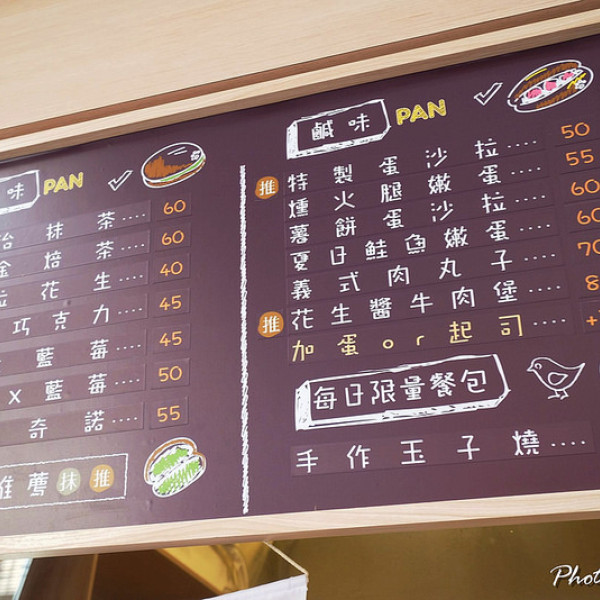 味 PAN
抹茶.... 60
金焙茶.... 60
花生.... 40
巧克力.... 45
藍莓.... 45
x藍莓.... 50
奇諾.... 55
推薦 抹 推
鹹味 PAN
推 特製蛋沙拉.... 50
燻火腿嫩蛋.... 55
薯餅蛋沙拉.... 60
夏日鮭魚嫩蛋.... 60
義式肉丸子.... 70
推 花生醬牛肉堡.... 8
加蛋or起司.... +
每日限量餐包
手作玉子燒....
Phot